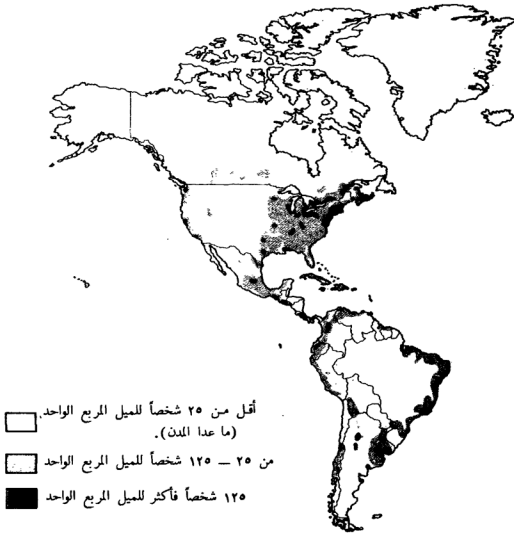 أقل من ٢٥ شخصاً للميل المربع الواحد.
(ما عدا المدن).
من ٢٥ — ١٢٥ شخصاً للميل المربع الواحد
١٢٥ شخصاً فأكثر للميل المربع الواحد